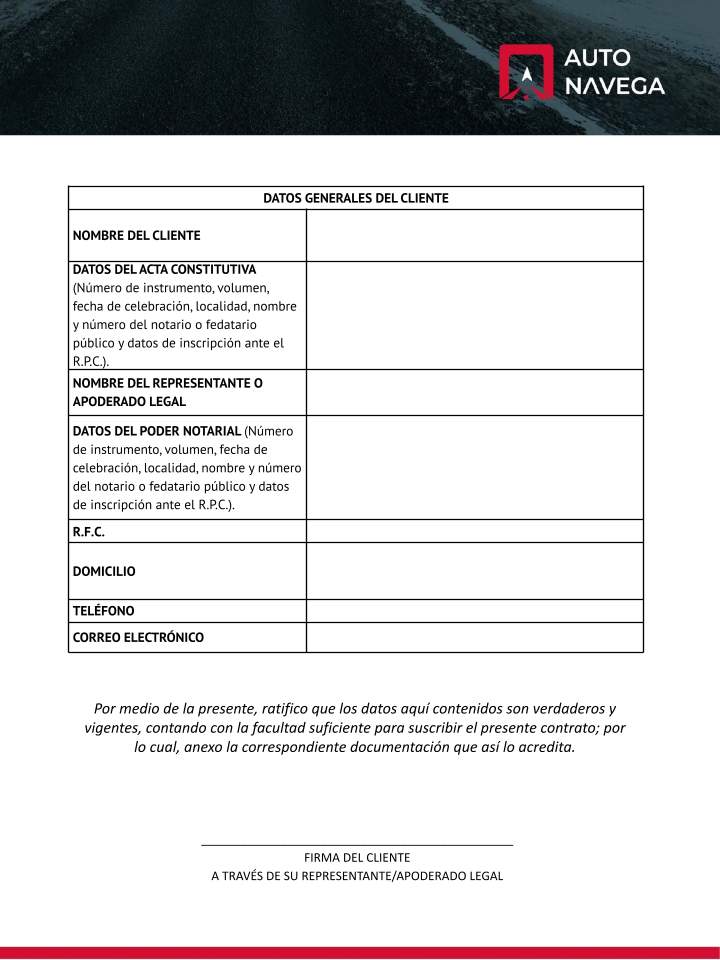 AUTO
NAVEGA
DATOS GENERALES DEL CLIENTE
NOMBRE DEL CLIENTE
DATOS DEL ACTA CONSTITUTIVA
(Número de instrumento, volumen,
fecha de celebración, localidad, nombre
y número del notario o fedatario
público y datos de inscripción ante el
R.P.C.).
NOMBRE DEL REPRESENTANTE O
APODERADO LEGAL
DATOS DEL PODER NOTARIAL (Número
de instrumento, volumen, fecha de
celebración, localidad, nombre y número
del notario o fedatario público y datos
de inscripción ante el R.P.C.).
R.F.C.
DOMICILIO
TELÉFONO
CORREO ELECTRÓNICO
Por medio de la presente, ratifico que los datos aquí contenidos son verdaderos y
vigentes, contando con la facultad suficiente para suscribir el presente contrato; por
lo cual, anexo la correspondiente documentación que así lo acredita.
FIRMA DEL CLIENTE
A TRAVÉS DE SU REPRESENTANTE/APODERADO LEGAL